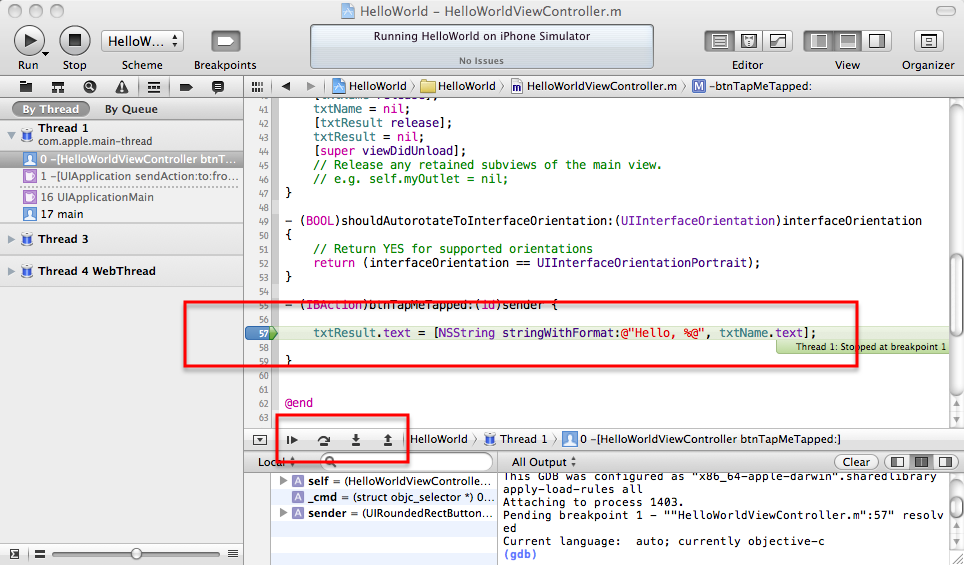 HelloWorld – HelloWorldViewController.m
HelloW...
Running HelloWorld on iPhone Simulator
No Issues
Run Stop Scheme Breakpoints Editor View Organizer
HelloWorld HelloWorld HelloWorldViewController.m M -btnTapMeTapped:
By Thread By Queue
Thread 1
com.apple.main-thread
0 -[HelloWorldViewController btnT...
1 -[UIApplication sendAction:to:fro...
16 UIApplicationMain
17 main
Thread 3
Thread 4 WebThread
41 txtName = nil;
42 [txtResult release];
43 txtResult = nil;
44 [super viewDidUnload];
45 // Release any retained subviews of the main view.
46 // e.g. self.myOutlet = nil;
47 }
48
49 - (BOOL)shouldAutorotateToInterfaceOrientation:(UIInterfaceOrientation)interfaceOrientation
50 {
51 // Return YES for supported orientations
52 return (interfaceOrientation == UIInterfaceOrientationPortrait);
53 }
54
55 - (IBAction)btnTapMeTapped:(id)sender {
56
57 txtResult.text = [NSString stringWithFormat:@"Hello, %@", txtName.text];
58 Thread 1: Stopped at breakpoint 1
59 }
60
61
62 @end
63
HelloWorld Thread 1 0 -[HelloWorldViewController btnTapMeTapped:]
Local All Output Clear
A self = (HelloWorldViewControlle...
A _cmd = (struct objc_selector *) 0...
A sender = (UIRoundedRectButton...
This GDB was configured as "x86_64-apple-darwin".sharedlibrary
apply-load-rules all
Attaching to process 1403.
Pending breakpoint 1 - ""HelloWorldViewController.m":57" resolv
ed
Current language:  auto; currently objective-c
(gdb)